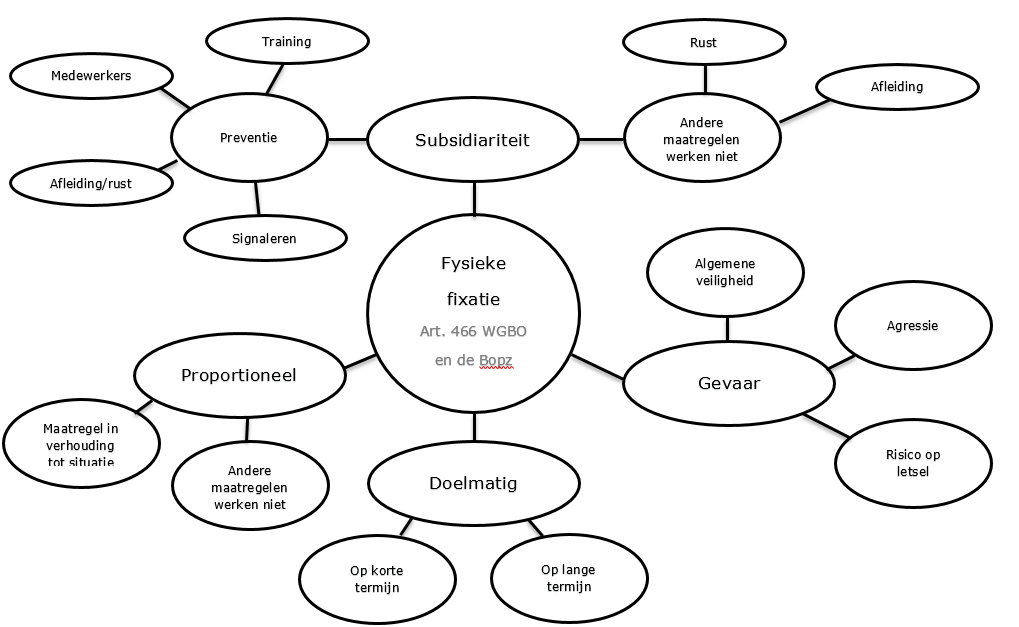 Training
Rust
Medewerkers
Afleiding
Preventie
Subsidiariteit
Andere
maatregelen
werken niet
Afleiding/rust
Signaleren
Fysieke
fixatie
Art. 466 WGBO
en de Bopz
Algemene
veiligheid
Agressie
Proportioneel
Gevaar
Maatregel in
verhouding
tot situatie
Andere
maatregelen
werken niet
Doelmatig
Risico op
letsel
Op korte
termijn
Op lange
termijn